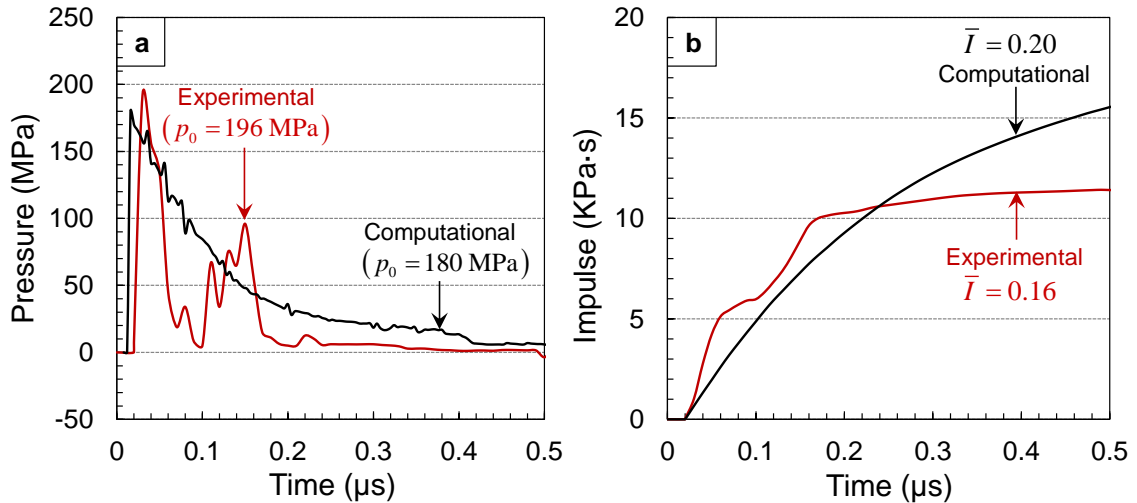 a
250
200
150
100
50
0
-50
Pressure (MPa)
Experimental
(p₀ = 196 MPa)
Computational
(p₀ = 180 MPa)
0 0.1 0.2 0.3 0.4 0.5
Time (µs)
b
20
15
10
5
0
Impulse (KPa·s)
I̅ = 0.20
Computational
Experimental
I̅ = 0.16
0 0.1 0.2 0.3 0.4 0.5
Time (µs)